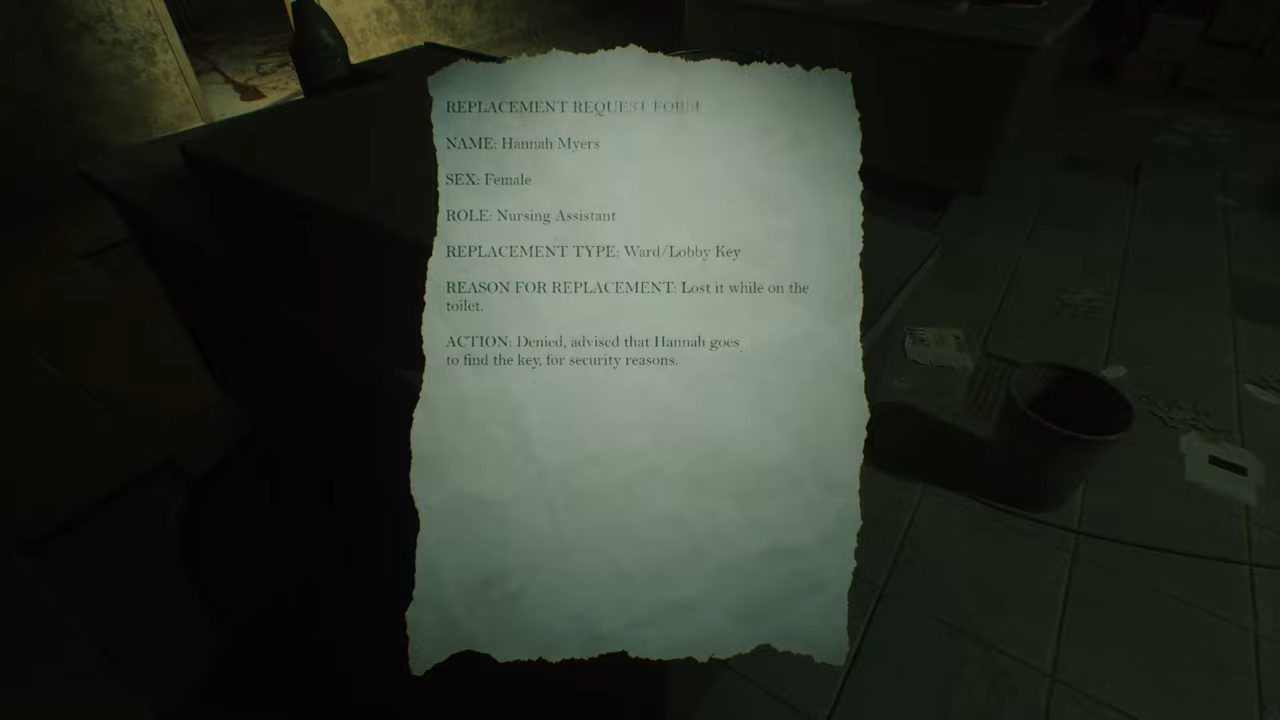 REPLACEMENT REQUEST FORM
NAME: Hannah Myers
SEX: Female
ROLE: Nursing Assistant
REPLACEMENT TYPE: Ward/Lobby Key
REASON FOR REPLACEMENT: Lost it while on the
toilet.
ACTION: Denied, advised that Hannah goes
to find the key, for security reasons.